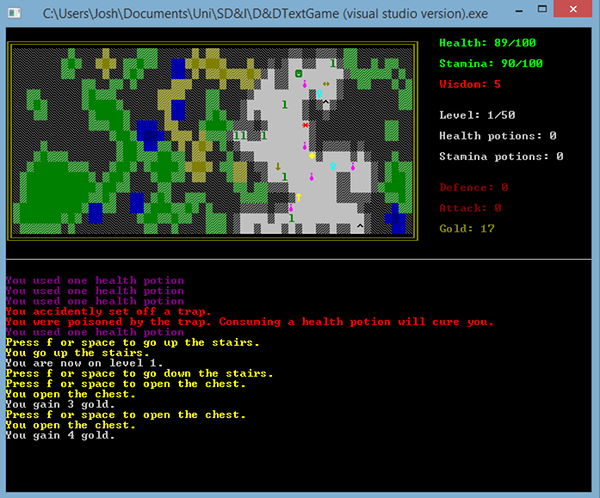 C:\Users\Josh\Documents\Uni\SD&I\D&DTextGame (visual studio version).exe
Health: 89/100
Stamina: 90/100
Wisdom: 5
Level: 1/50
Health potions: 0
Stamina potions: 0
Defence: 0
Attack: 0
Gold: 17
You used one health potion
You used one health potion
You used one health potion
You accidently set off a trap.
You were poisoned by the trap. Consuming a health potion will cure you.
You used one health potion
Press f or space to go up the stairs.
You go up the stairs.
You are now on level 1.
Press f or space to go down the stairs.
Press f or space to open the chest.
You open the chest.
You gain 3 gold.
Press f or space to open the chest.
You open the chest.
You gain 4 gold.